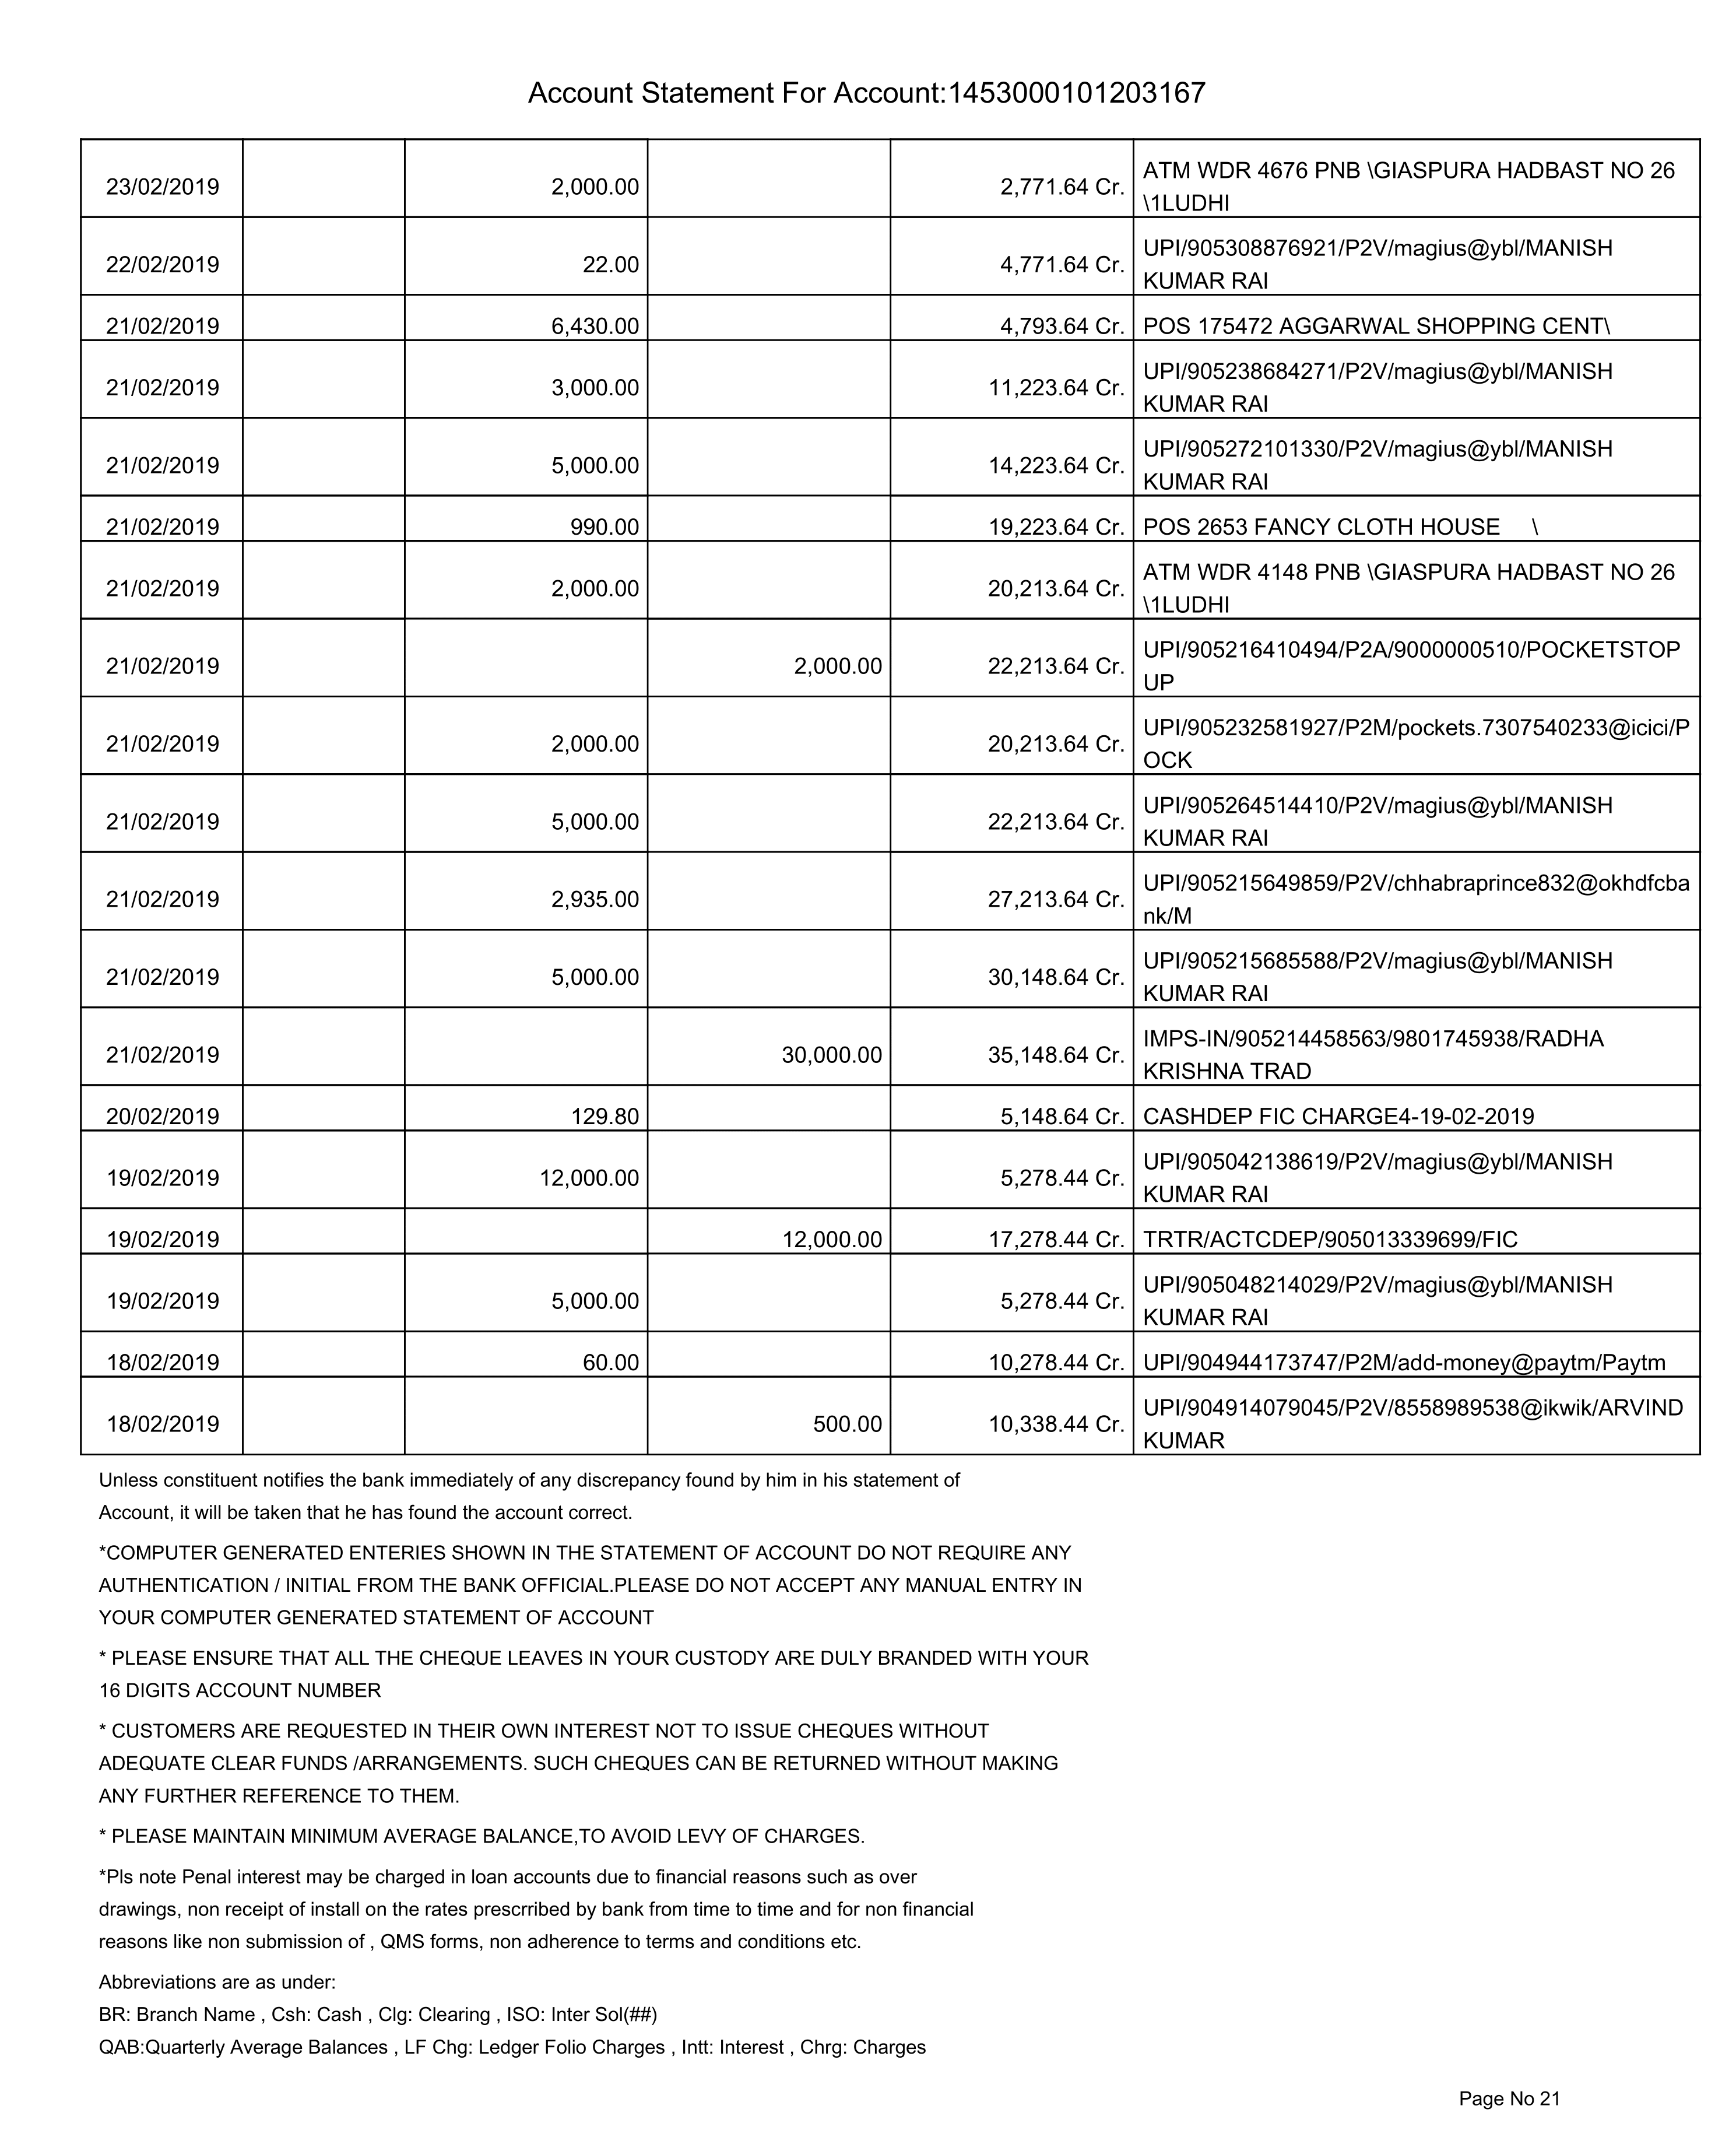 Account Statement For Account:1453000101203167
23/02/2019 2,000.00 2,771.64 Cr. ATM WDR 4676 PNB \GIASPURA HADBAST NO 26
\1LUDHI
22/02/2019 22.00 4,771.64 Cr. UPI/905308876921/P2V/magius@ybl/MANISH
KUMAR RAI
21/02/2019 6,430.00 4,793.64 Cr. POS 175472 AGGARWAL SHOPPING CENT\
21/02/2019 3,000.00 11,223.64 Cr. UPI/905238684271/P2V/magius@ybl/MANISH
KUMAR RAI
21/02/2019 5,000.00 14,223.64 Cr. UPI/905272101330/P2V/magius@ybl/MANISH
KUMAR RAI
21/02/2019 990.00 19,223.64 Cr. POS 2653 FANCY CLOTH HOUSE \
21/02/2019 2,000.00 20,213.64 Cr. ATM WDR 4148 PNB \GIASPURA HADBAST NO 26
\1LUDHI
21/02/2019 2,000.00 22,213.64 Cr. UPI/905216410494/P2A/9000000510/POCKETSTOP
UP
21/02/2019 2,000.00 20,213.64 Cr. UPI/905232581927/P2M/pockets.7307540233@icici/P
OCK
21/02/2019 5,000.00 22,213.64 Cr. UPI/905264514410/P2V/magius@ybl/MANISH
KUMAR RAI
21/02/2019 2,935.00 27,213.64 Cr. UPI/905215649859/P2V/chhabraprince832@okhdfcba
nk/M
21/02/2019 5,000.00 30,148.64 Cr. UPI/905215685588/P2V/magius@ybl/MANISH
KUMAR RAI
21/02/2019 30,000.00 35,148.64 Cr. IMPS-IN/905214458563/9801745938/RADHA
KRISHNA TRAD
20/02/2019 129.80 5,148.64 Cr. CASHDEP FIC CHARGE4-19-02-2019
19/02/2019 12,000.00 5,278.44 Cr. UPI/905042138619/P2V/magius@ybl/MANISH
KUMAR RAI
19/02/2019 12,000.00 17,278.44 Cr. TRTR/ACTCDEP/905013339699/FIC
19/02/2019 5,000.00 5,278.44 Cr. UPI/905048214029/P2V/magius@ybl/MANISH
KUMAR RAI
18/02/2019 60.00 10,278.44 Cr. UPI/904944173747/P2M/add-money@paytm/Paytm
18/02/2019 500.00 10,338.44 Cr. UPI/904914079045/P2V/8558989538@ikwik/ARVIND
KUMAR
Unless constituent notifies the bank immediately of any discrepancy found by him in his statement of
Account, it will be taken that he has found the account correct.
*COMPUTER GENERATED ENTERIES SHOWN IN THE STATEMENT OF ACCOUNT DO NOT REQUIRE ANY
AUTHENTICATION / INITIAL FROM THE BANK OFFICIAL.PLEASE DO NOT ACCEPT ANY MANUAL ENTRY IN
YOUR COMPUTER GENERATED STATEMENT OF ACCOUNT
* PLEASE ENSURE THAT ALL THE CHEQUE LEAVES IN YOUR CUSTODY ARE DULY BRANDED WITH YOUR
16 DIGITS ACCOUNT NUMBER
* CUSTOMERS ARE REQUESTED IN THEIR OWN INTEREST NOT TO ISSUE CHEQUES WITHOUT
ADEQUATE CLEAR FUNDS /ARRANGEMENTS. SUCH CHEQUES CAN BE RETURNED WITHOUT MAKING
ANY FURTHER REFERENCE TO THEM.
* PLEASE MAINTAIN MINIMUM AVERAGE BALANCE,TO AVOID LEVY OF CHARGES.
*Pls note Penal interest may be charged in loan accounts due to financial reasons such as over
drawings, non receipt of install on the rates prescrribed by bank from time to time and for non financial
reasons like non submission of , QMS forms, non adherence to terms and conditions etc.
Abbreviations are as under:
BR: Branch Name , Csh: Cash , Clg: Clearing , ISO: Inter Sol(##)
QAB:Quarterly Average Balances , LF Chg: Ledger Folio Charges , Intt: Interest , Chrg: Charges
Page No 21